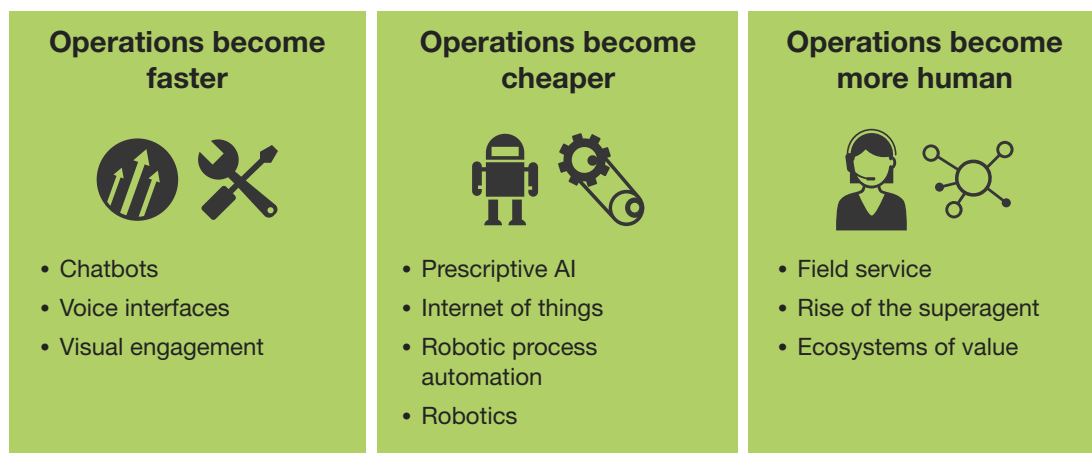 Operations become
faster
• Chatbots
• Voice interfaces
• Visual engagement
Operations become
cheaper
• Prescriptive AI
• Internet of things
• Robotic process
automation
• Robotics
Operations become
more human
• Field service
• Rise of the superagent
• Ecosystems of value